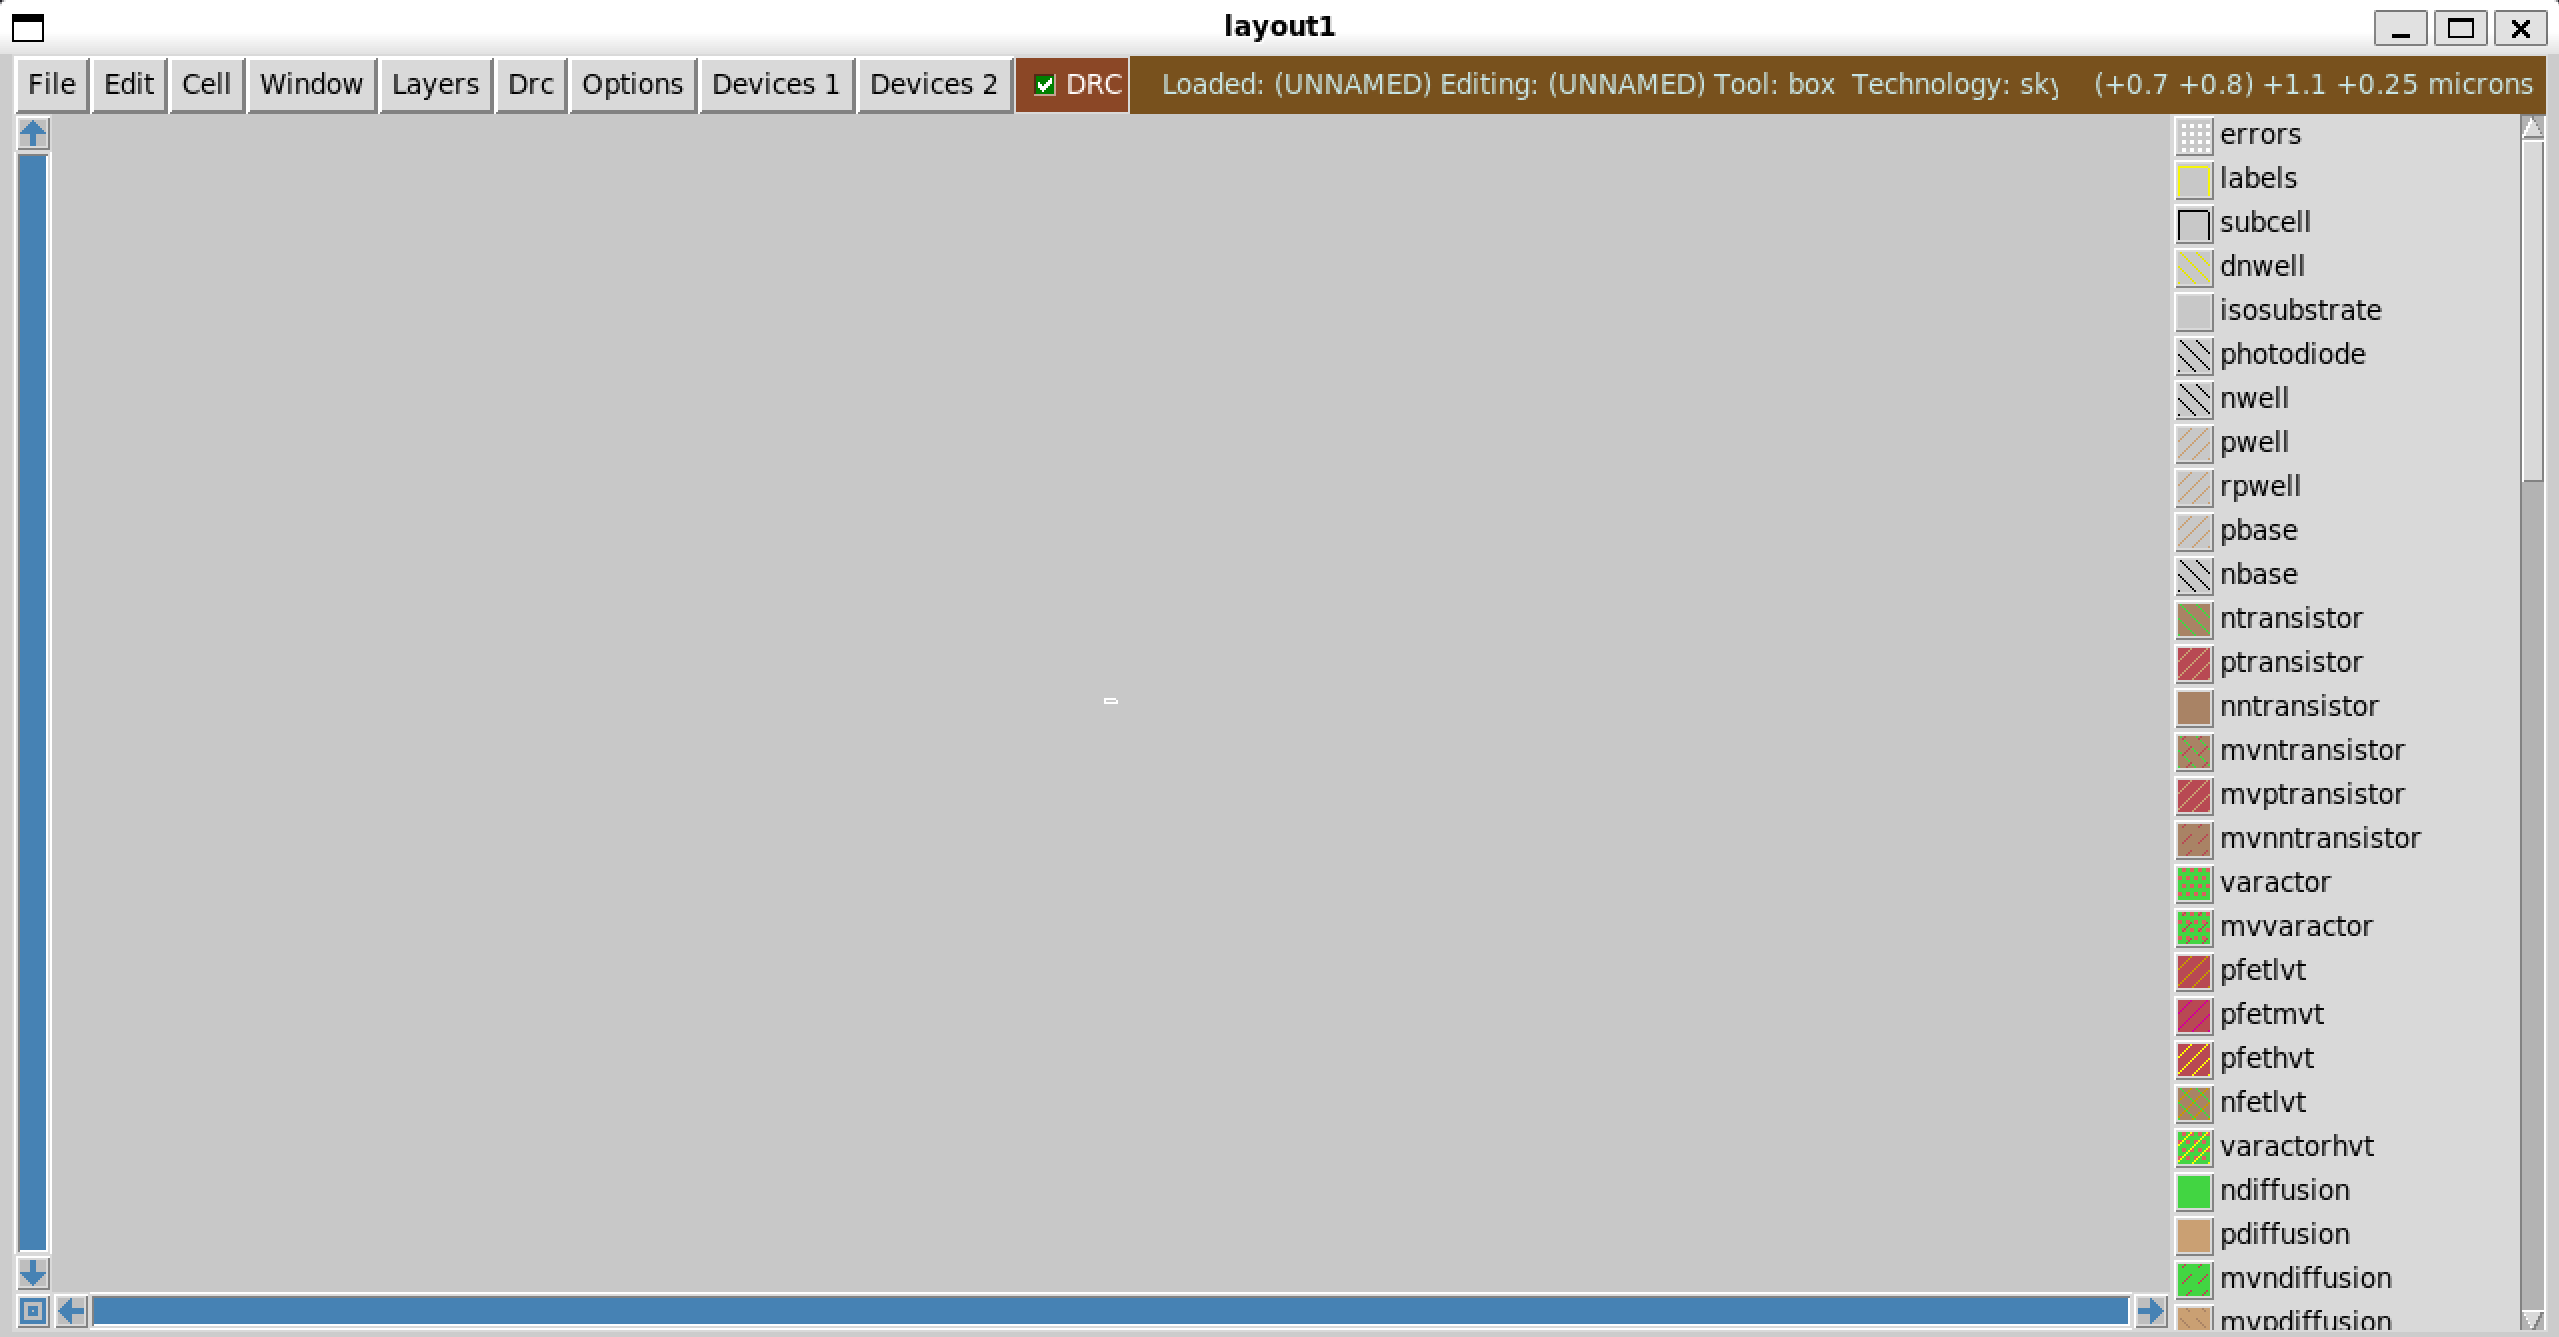 layout1
File Edit Cell Window Layers Drc Options Devices 1 Devices 2 DRC Loaded: (UNNAMED) Editing: (UNNAMED) Tool: box Technology: sky (+0.7 +0.8) +1.1 +0.25 microns
errors
labels
subcell
dnwell
isosubstrate
photodiode
nwell
pwell
rpwell
pbase
nbase
ntransistor
ptransistor
nntransistor
mvntransistor
mvptransistor
mvnntransistor
varactor
mvvaractor
pfetlvt
pfetmvt
pfethvt
nfetlvt
varactorhvt
ndiffusion
pdiffusion
mvndiffusion
mvpdiffusion